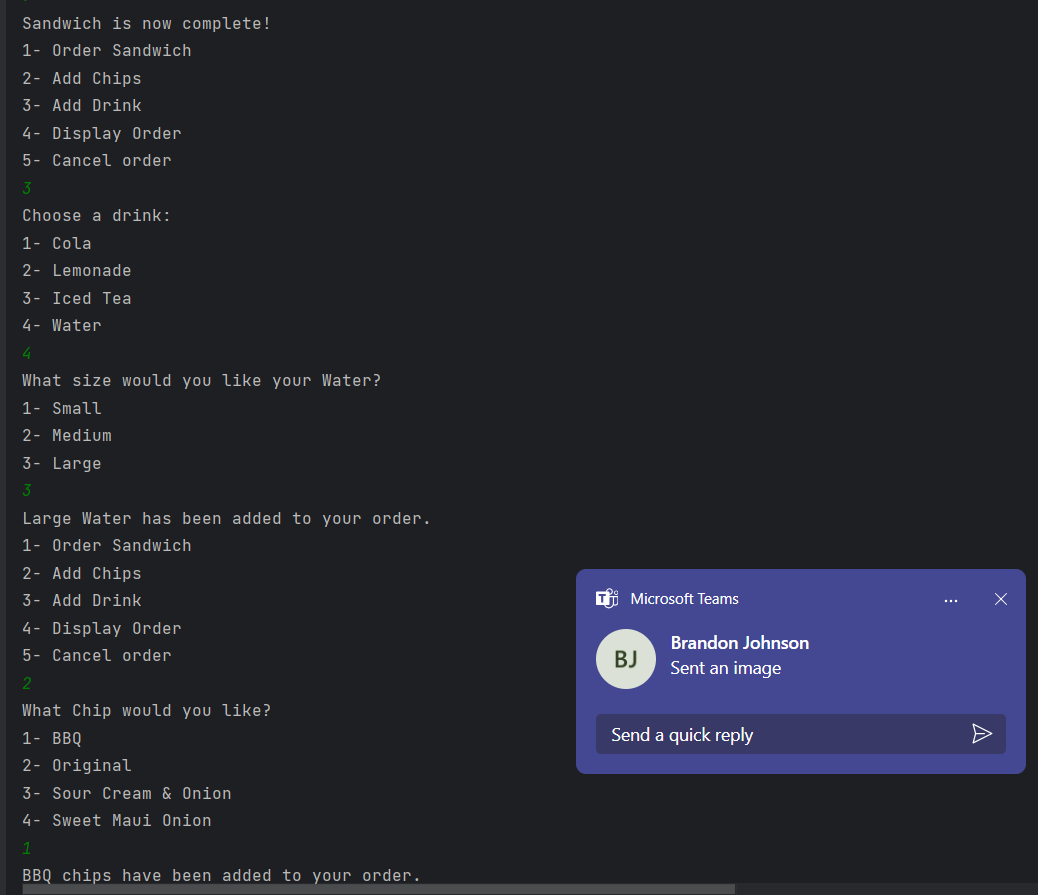 Sandwich is now complete!
1- Order Sandwich
2- Add Chips
3- Add Drink
4- Display Order
5- Cancel order
3
Choose a drink:
1- Cola
2- Lemonade
3- Iced Tea
4- Water
4
What size would you like your Water?
1- Small
2- Medium
3- Large
3
Large Water has been added to your order.
1- Order Sandwich
2- Add Chips
3- Add Drink
4- Display Order
5- Cancel order
2
What Chip would you like?
1- BBQ
2- Original
3- Sour Cream & Onion
4- Sweet Maui Onion
1
BBQ chips have been added to your order.
Microsoft Teams
BJ
Brandon Johnson
Sent an image
Send a quick reply